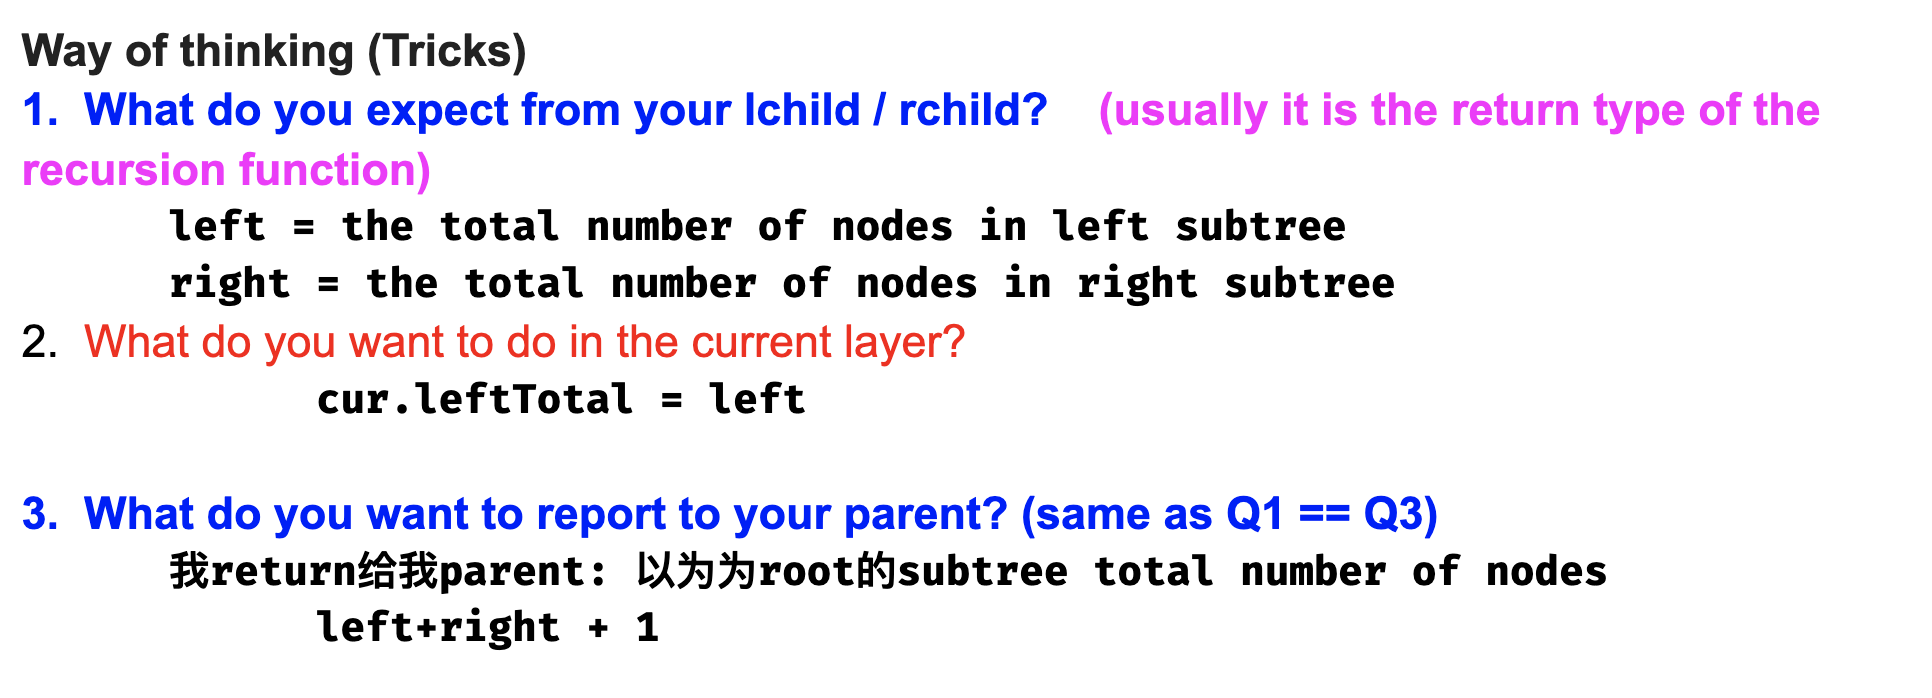 Way of thinking (Tricks)
1. What do you expect from your lchild / rchild? (usually it is the return type of the
recursion function)
left = the total number of nodes in left subtree
right = the total number of nodes in right subtree
2. What do you want to do in the current layer?
cur.leftTotal = left
3. What do you want to report to your parent? (same as Q1 == Q3)
我return给我parent: 以为为root的subtree total number of nodes
left+right + 1